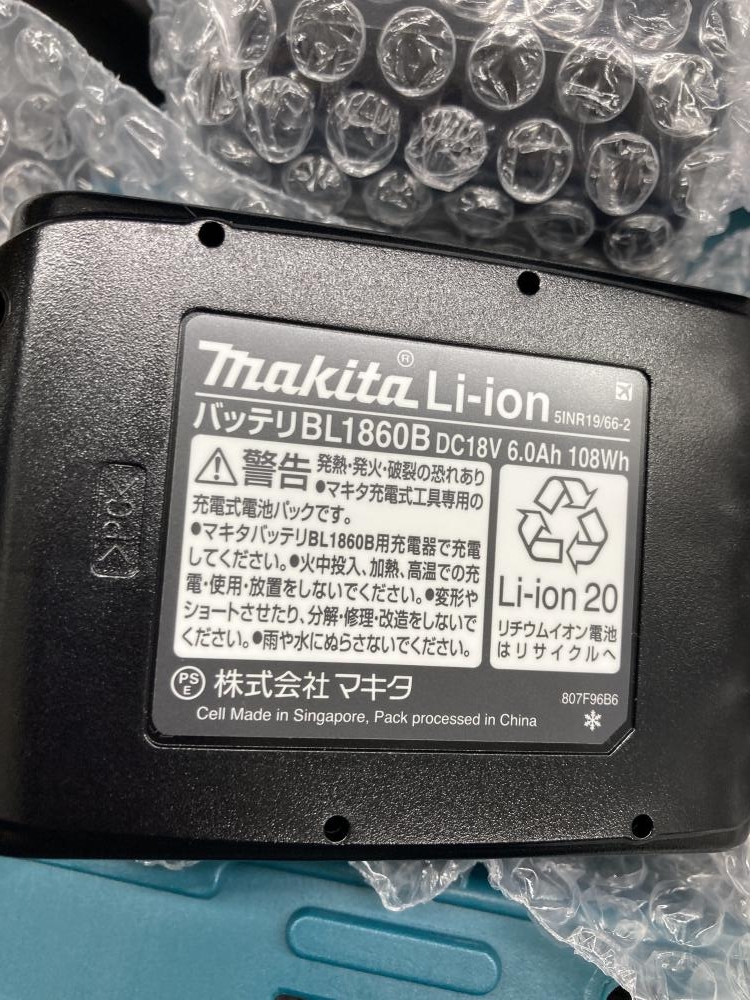 makita® Li-ion 5INR19/66-2
バッテリBL1860B DC18V 6.0Ah 108Wh
警告 発熱・発火・破裂の恐れあり
●マキタ充電式工具専用の
充電式電池パックです。
●マキタバッテリBL1860B用充電器で充電
してください。●火中投入、加熱、高温での充
電・使用・放置をしないでください。●変形や
ショートさせたり、分解・修理・改造をしないで
ください。●雨や水にぬらさないでください。
Li-ion 20
リチウムイオン電池
はリサイクルへ
PS
E
株式会社 マキタ
807F96B6
Cell Made in Singapore, Pack processed in China
>PC<